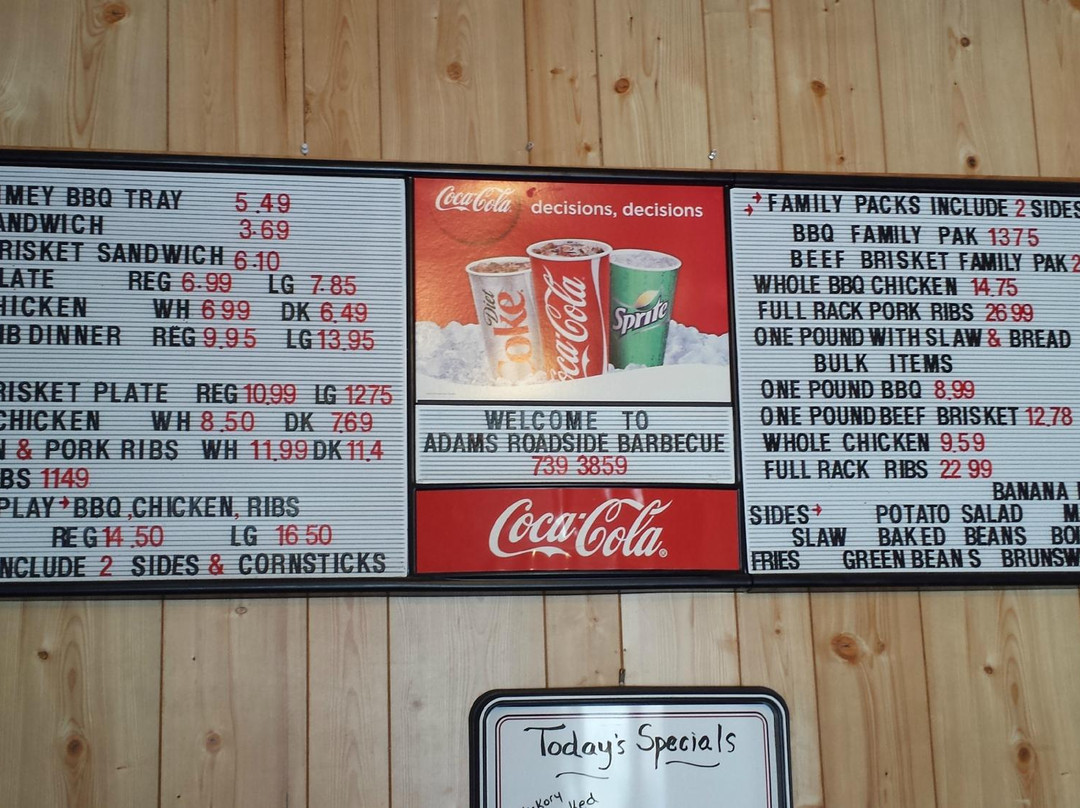 IMEY BBQ TRAY 5.49
ANDWICH 3.69
RISKET SANDWICH 6.10
LATE REG 6.99 LG 7.85
HICKEN WH 6.99 DK 6.49
IB DINNER REG 9.95 LG 13.95
RISKET PLATE REG 10.99 LG 1275
CHICKEN WH 8.50 DK 7.69
& PORK RIBS WH 11.99 DK 11.4
BS 1149
PLAY BBQ, CHICKEN, RIBS
REG 14.50 LG 16 50
NCLUDE 2 SIDES & CORNSTICKS
Coca-Cola decisions, decisions
Diet Coke
Coca-Cola
Sprite
WELCOME TO
ADAMS ROADSIDE BARBECUE
739 3859
Coca-Cola®
FAMILY PACKS INCLUDE 2 SIDES
BBQ FAMILY PAK 1375
BEEF BRISKET FAMILY PAK 2
WHOLE BBQ CHICKEN 14.75
FULL RACK PORK RIBS 26 99
ONE POUND WITH SLAW & BREAD
BULK ITEMS
ONE POUND BBQ 8.99
ONE POUND BEEF BRISKET 12.78
WHOLE CHICKEN 9.59
FULL RACK RIBS 22 99
BANANA
SIDES POTATO SALAD M
SLAW BAKED BEANS BO
FRIES GREEN BEANS BRUNSW
Today's Specials